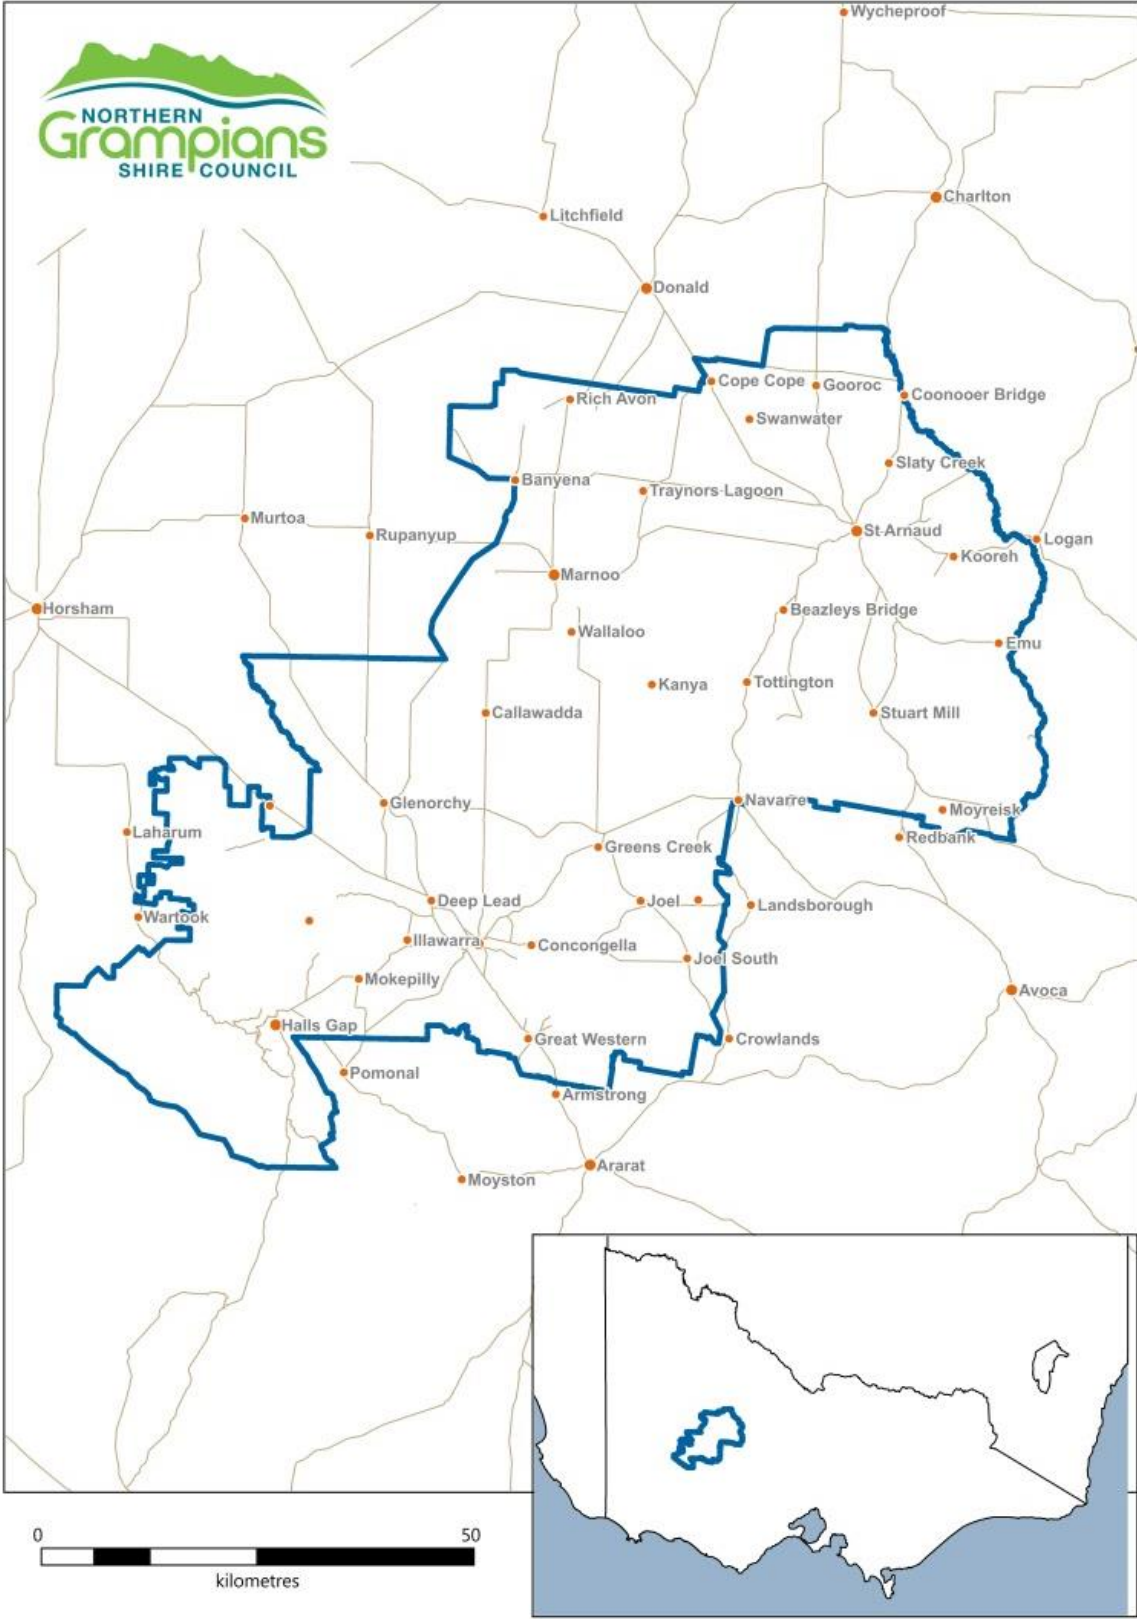 Wycheproof
NORTHERN
Grampians
SHIRE COUNCIL
Charlton
Litchfield
Donald
Cope Cope
Gooroc
Rich Avon
Coonooer Bridge
Swanwater
Slaty Creek
Banyena
Traynors Lagoon
Murtoa
Rupanyup
St Arnaud
Logan
Kooreh
Marnoo
Horsham
Beazleys Bridge
Wallaloo
Emu
Kanya
Tottington
Callawadda
Stuart Mill
Glenorchy
Navarre
Moyreisk
Laharum
Redbank
Greens Creek
Deep Lead
Joel
Landsborough
Wartook
Illawarra
Concongella
Joel South
Mokepilly
Avoca
Halls Gap
Great Western
Crowlands
Pomonal
Armstrong
Ararat
Moyston
0 50
kilometres